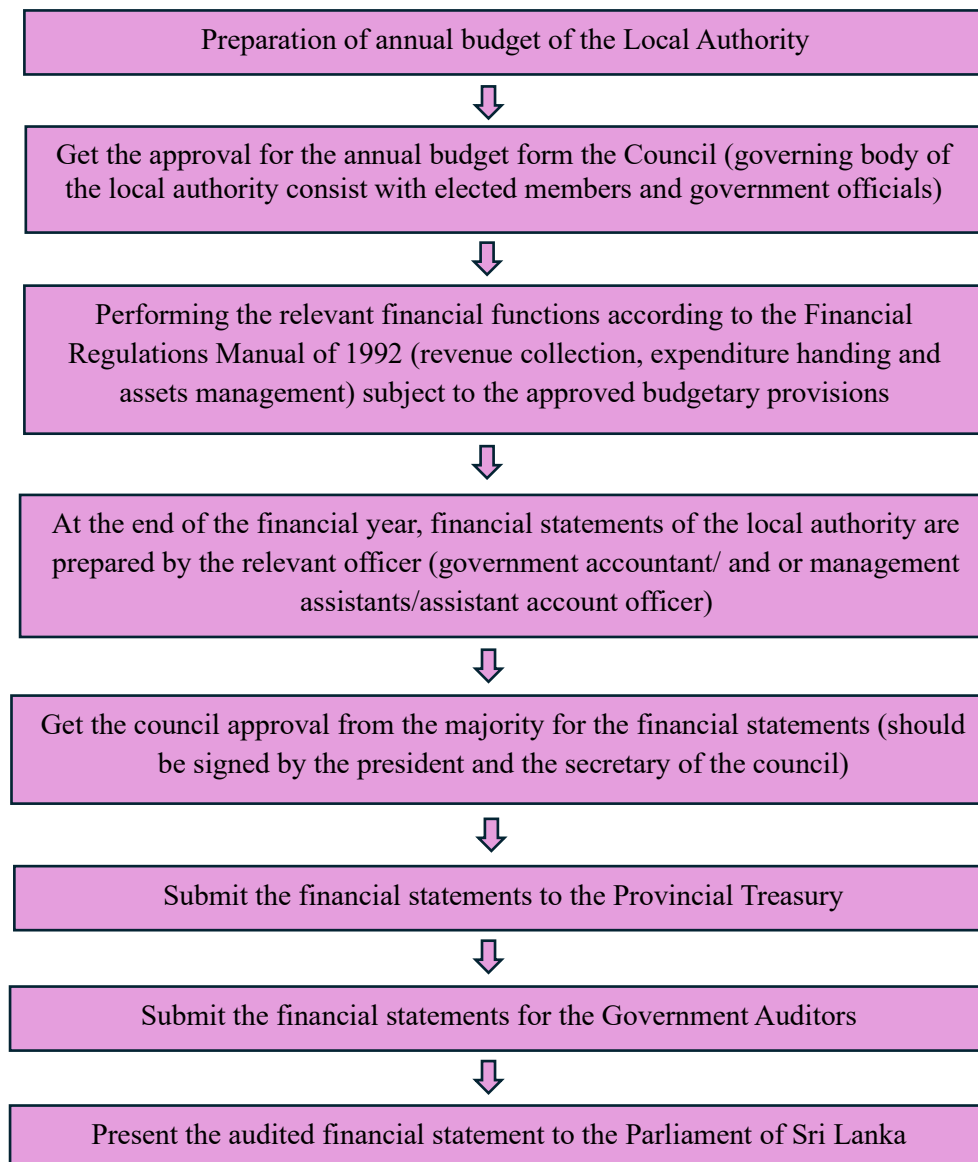 Preparation of annual budget of the Local Authority
Get the approval for the annual budget form the Council (governing body of
the local authority consist with elected members and government officials)
Performing the relevant financial functions according to the Financial
Regulations Manual of 1992 (revenue collection, expenditure handing and
assets management) subject to the approved budgetary provisions
At the end of the financial year, financial statements of the local authority are
prepared by the relevant officer (government accountant/ and or management
assistants/assistant account officer)
Get the council approval from the majority for the financial statements (should
be signed by the president and the secretary of the council)
Submit the financial statements to the Provincial Treasury
Submit the financial statements for the Government Auditors
Present the audited financial statement to the Parliament of Sri Lanka